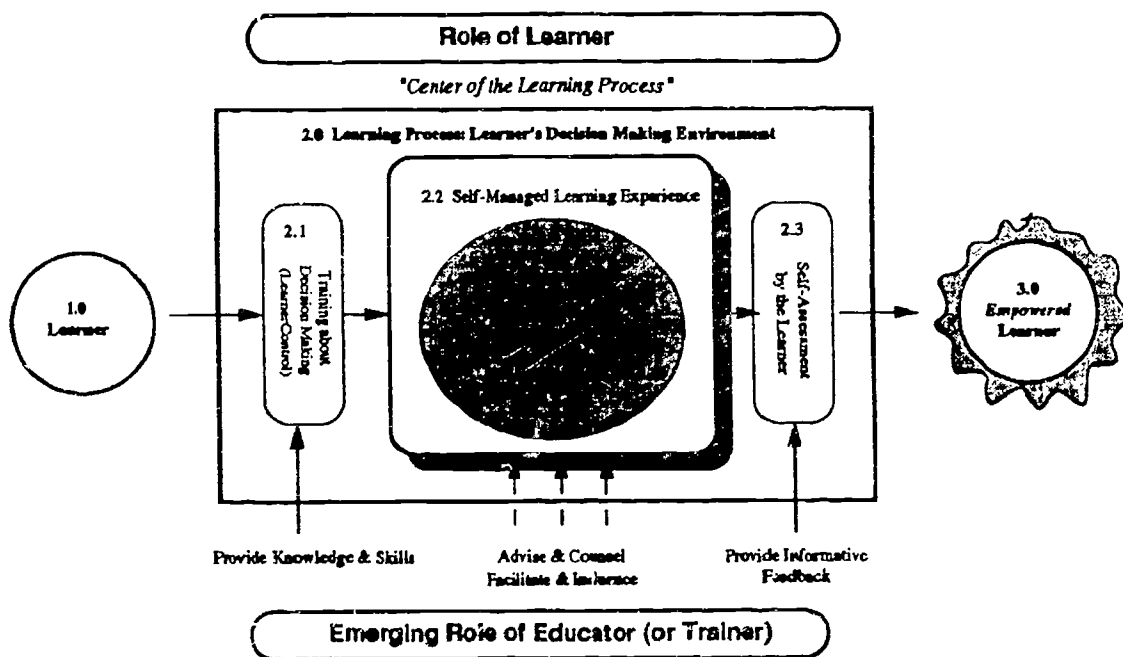 Role of Learner
"Center of the Learning Process"
2.0 Learning Process: Learner's Decision Making Environment
2.2 Self-Managed Learning Experience
2.1
Training about
Decision Making
(Learner Control)
2.3
Self-Assessment
by the Learner
1.0
Learner
3.0
Empowered
Learner
Provide Knowledge & Skills
Advise & Counsel
Facilitate & Influence
Provide Informative
Feedback
Emerging Role of Educator (or Trainer)